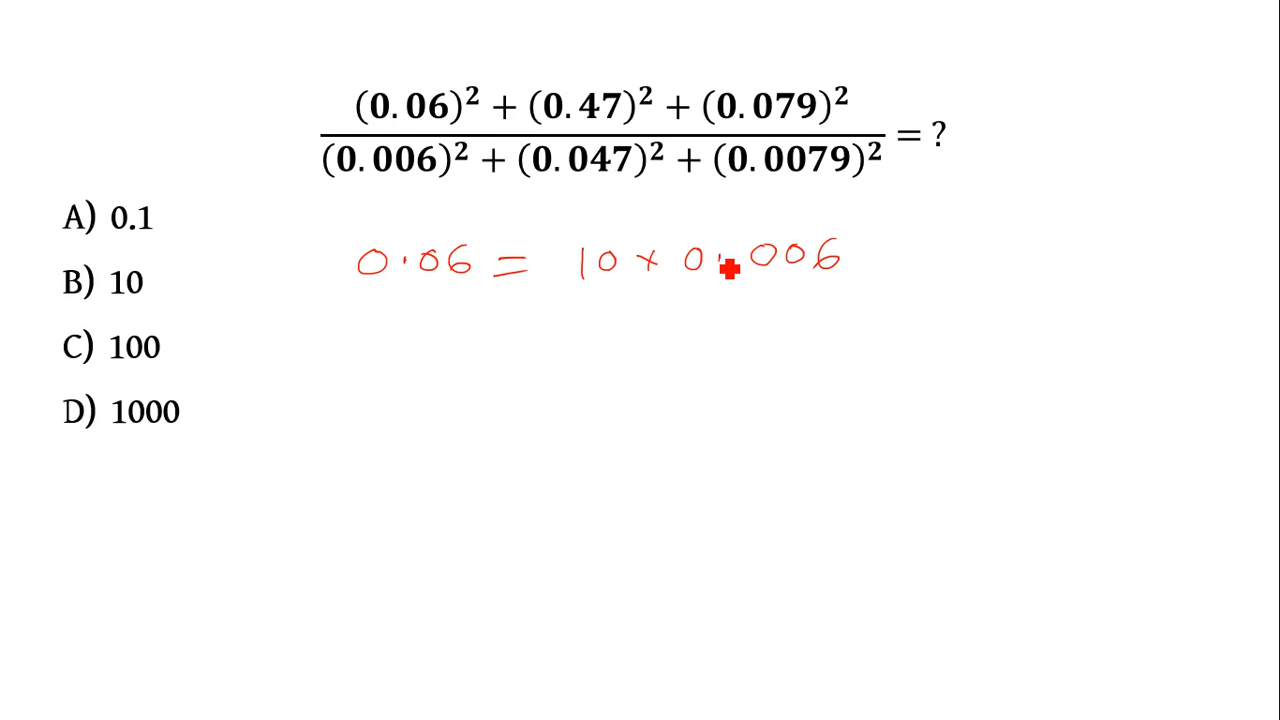 (0.06)² + (0.47)² + (0.079)²
(0.006)² + (0.047)² + (0.0079)² = ?
A) 0.1
0.06 = 10 × 0.006
B) 10
C) 100
D) 1000